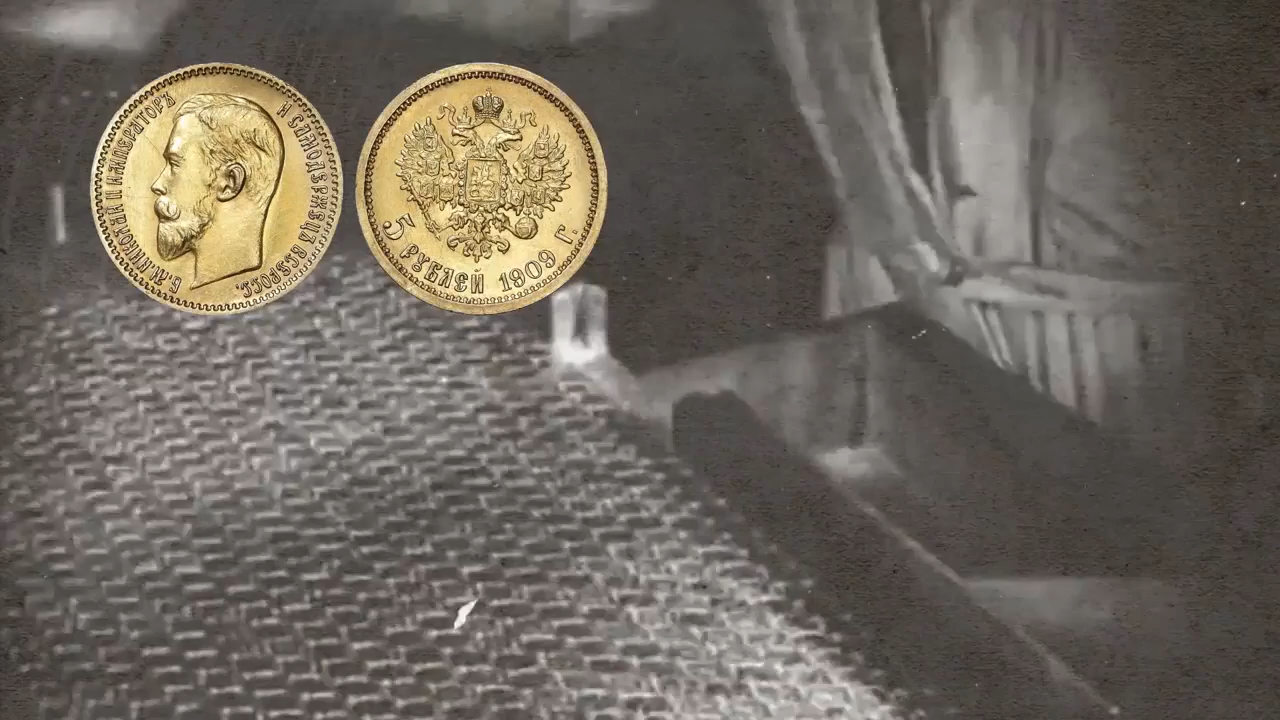 Б. М. НИКОЛАЙ II ИМПЕРАТОРЪ И САМОДЕРЖЕЦЪ ВСЕРОСС.
5 РУБЛЕЙ 1909 Г.